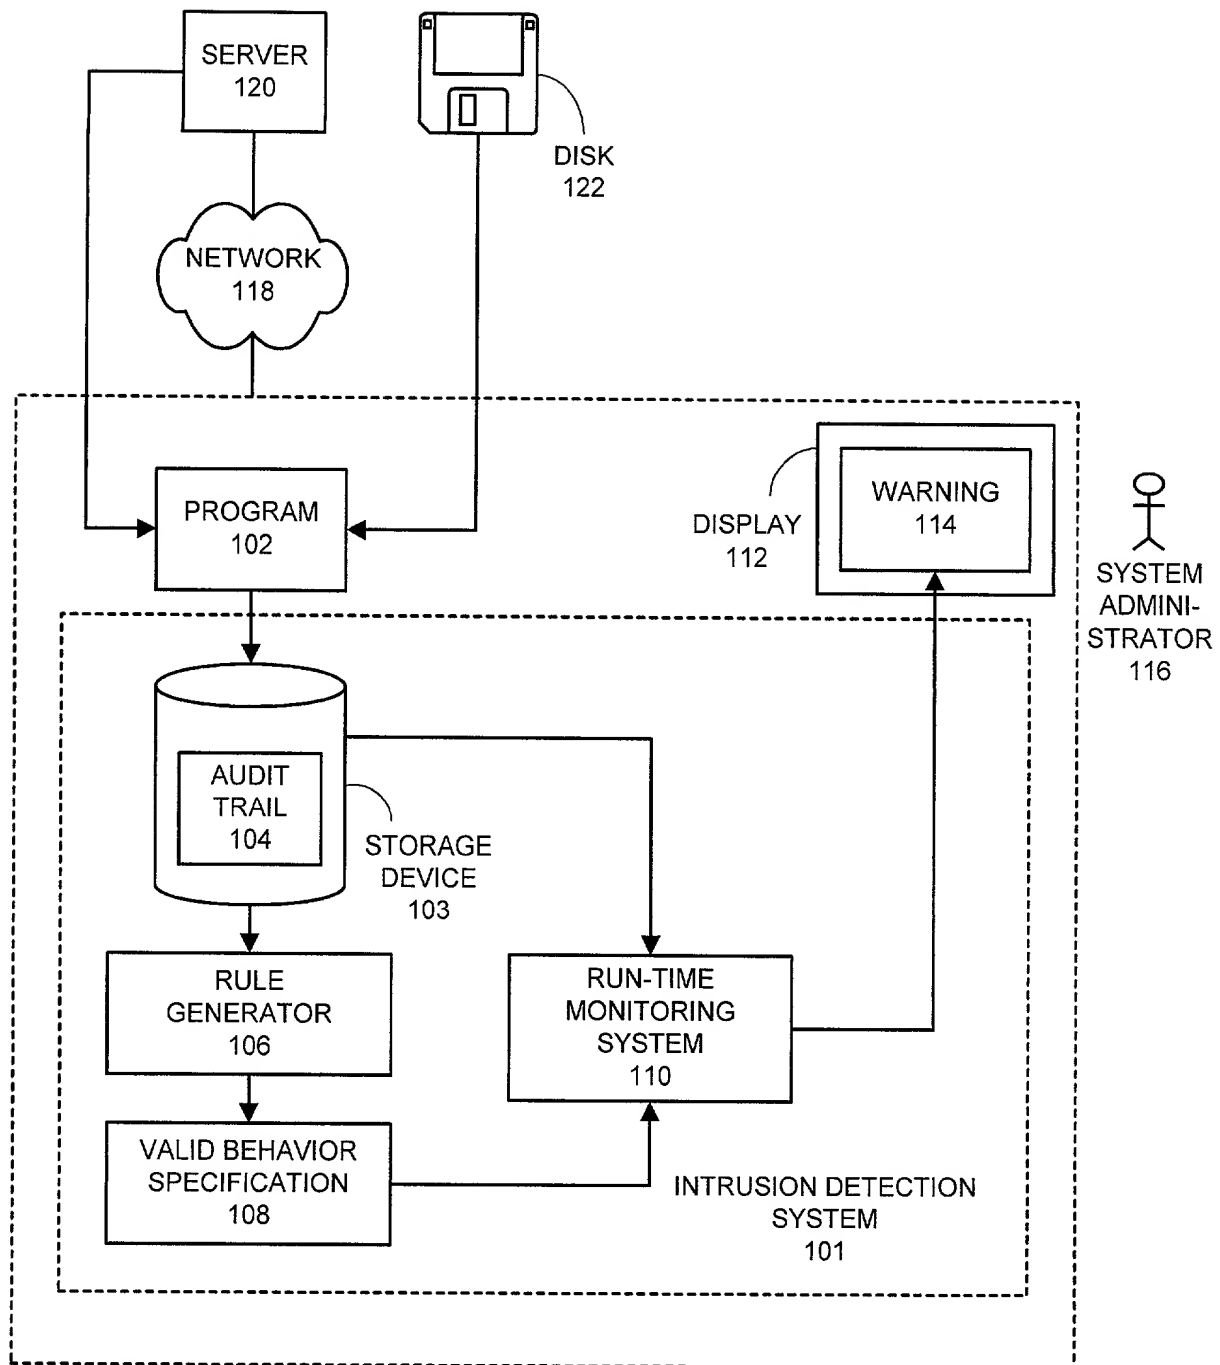 SERVER
120
DISK
122
NETWORK
118
PROGRAM
102
DISPLAY
112
WARNING
114
SYSTEM
ADMINI-
STRATOR
116
AUDIT
TRAIL
104
STORAGE
DEVICE
103
RULE
GENERATOR
106
RUN-TIME
MONITORING
SYSTEM
110
VALID BEHAVIOR
SPECIFICATION
108
INTRUSION DETECTION
SYSTEM
101